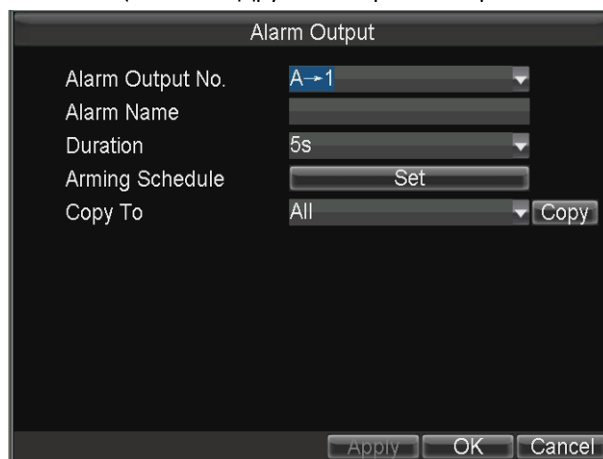 Alarm Output
Alarm Output No. A→1
Alarm Name
Duration 5s
Arming Schedule Set
Copy To All Copy
Apply OK Cancel